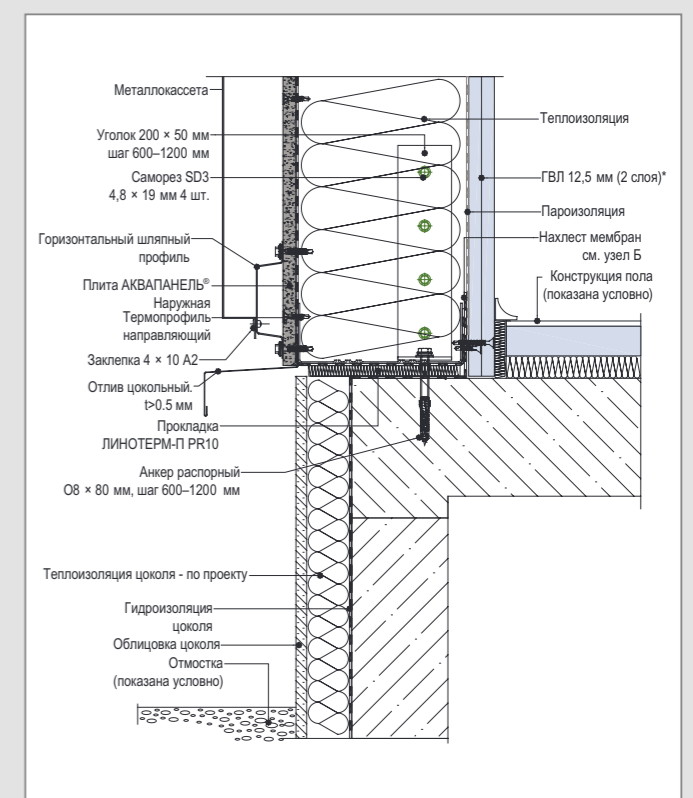 Металлокассета
Уголок 200 × 50 мм
шаг 600–1200 мм
Саморез SD3
4,8 × 19 мм 4 шт.
Горизонтальный шляпный
профиль
Плита АКВАПАНЕЛЬ®
Наружная
Термопрофиль
направляющий
Заклепка 4 × 10 А2
Отлив цокольный.
t>0.5 мм
Прокладка
ЛИНОТЕРМ-П PR10
Анкер распорный
О8 × 80 мм, шаг 600–1200 мм
Теплоизоляция цоколя - по проекту
Гидроизоляция
цоколя
Облицовка цоколя
Отмостка
(показана условно)
Теплоизоляция
ГВЛ 12,5 мм (2 слоя)*
Пароизоляция
Нахлест мембран
см. узел Б
Конструкция пола
(показана условно)